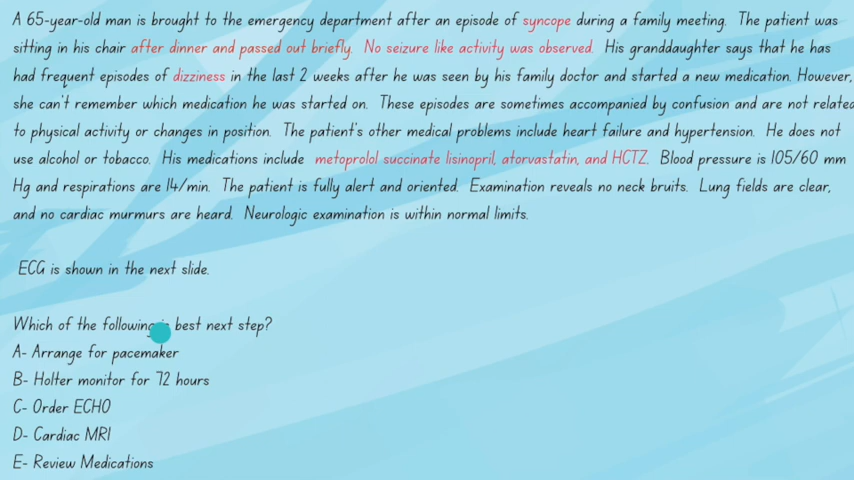 A 65-year-old man is brought to the emergency department after an episode of syncope during a family meeting. The patient was
sitting in his chair after dinner and passed out briefly. No seizure like activity was observed. His granddaughter says that he has
had frequent episodes of dizziness in the last 2 weeks after he was seen by his family doctor and started a new medication. However,
she can't remember which medication he was started on. These episodes are sometimes accompanied by confusion and are not related
to physical activity or changes in position. The patient's other medical problems include heart failure and hypertension. He does not
use alcohol or tobacco. His medications include metoprolol succinate lisinopril, atorvastatin, and HCTZ. Blood pressure is 105/60 mm
Hg and respirations are 14/min. The patient is fully alert and oriented. Examination reveals no neck bruits. Lung fields are clear,
and no cardiac murmurs are heard. Neurologic examination is within normal limits.
ECG is shown in the next slide.
Which of the following is best next step?
A- Arrange for pacemaker
B- Holter monitor for 72 hours
C- Order ECHO
D- Cardiac MRI
E- Review Medications